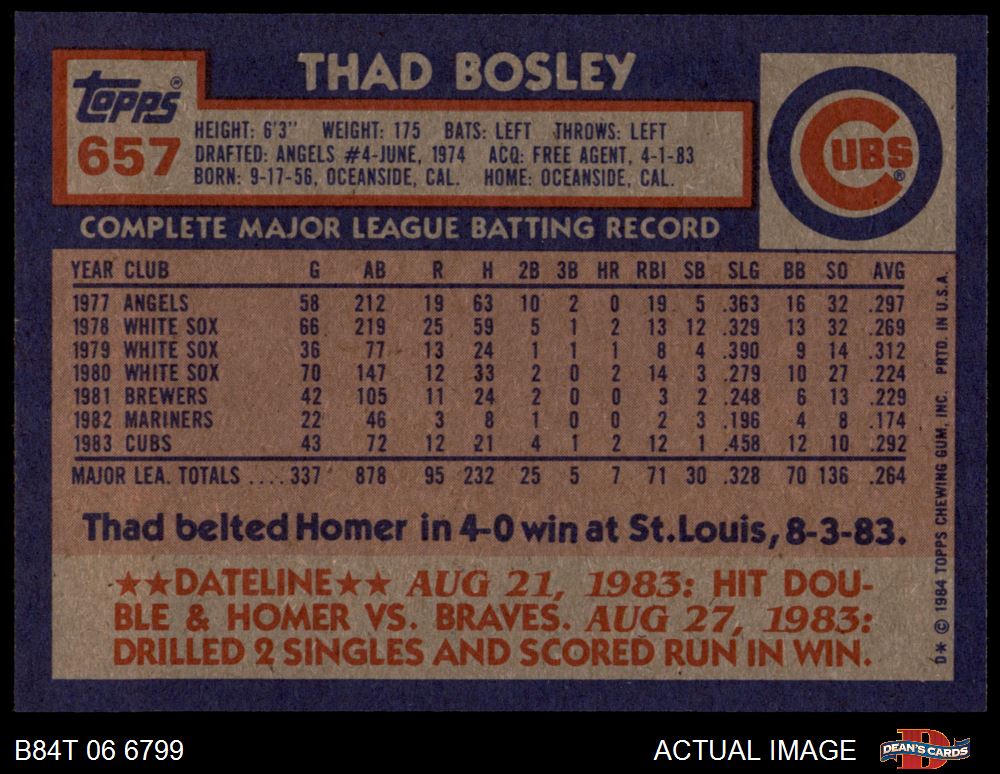 THAD BOSLEY
TOPPS®
657
HEIGHT: 6'3" WEIGHT: 175 BATS: LEFT THROWS: LEFT
DRAFTED: ANGELS #4-JUNE, 1974 ACQ: FREE AGENT, 4-1-83
BORN: 9-17-56, OCEANSIDE, CAL. HOME: OCEANSIDE, CAL.
CUBS®
COMPLETE MAJOR LEAGUE BATTING RECORD
YEAR CLUB G AB R H 2B 3B HR RBI SB SLG BB SO AVG
1977 ANGELS 58 212 19 63 10 2 0 19 5 .363 16 32 .297
1978 WHITE SOX 66 219 25 59 5 1 2 13 12 .329 13 32 .269
1979 WHITE SOX 36 77 13 24 1 1 1 8 4 .390 9 14 .312
1980 WHITE SOX 70 147 12 33 2 0 2 14 3 .279 10 27 .224
1981 BREWERS 42 105 11 24 2 0 0 3 2 .248 6 13 .229
1982 MARINERS 22 46 3 8 1 0 0 2 3 .196 4 8 .174
1983 CUBS 43 72 12 21 4 1 2 12 1 .458 12 10 .292
MAJOR LEA. TOTALS .... 337 878 95 232 25 5 7 71 30 .328 70 136 .264
Thad belted Homer in 4-0 win at St. Louis, 8-3-83.
★★DATELINE★★ AUG 21, 1983: HIT DOU-
BLE & HOMER VS. BRAVES. AUG 27, 1983:
DRILLED 2 SINGLES AND SCORED RUN IN WIN.
D* © 1984 TOPPS CHEWING GUM, INC. PRTD. IN U.S.A.
B84T 06 6799
ACTUAL IMAGE
DEAN'S CARDS